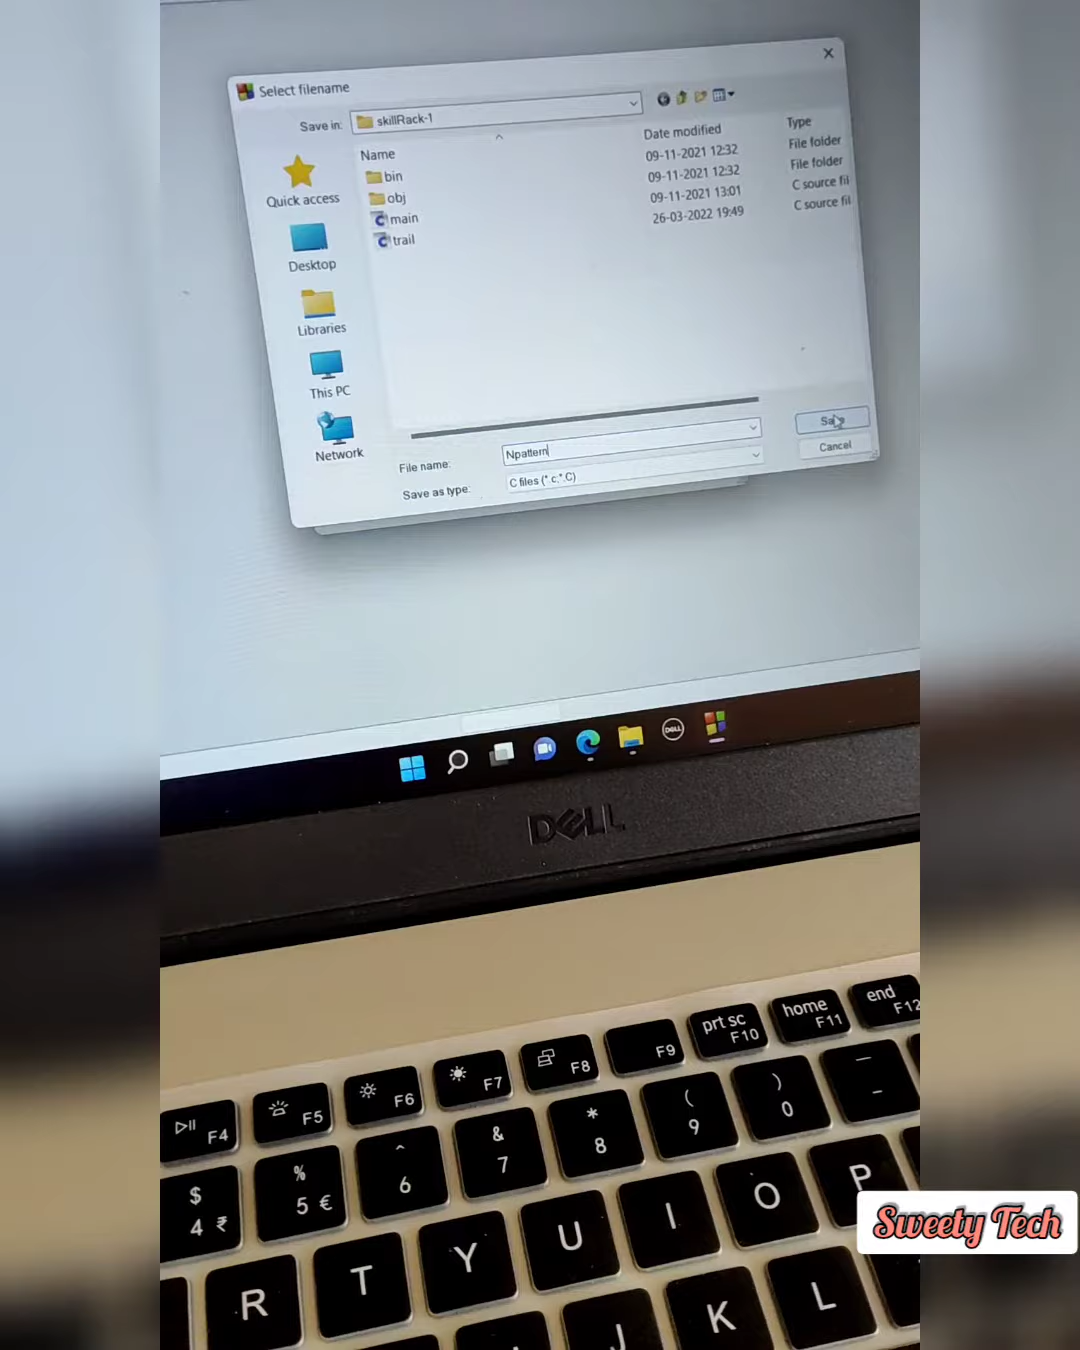 Select filename
Save in: skillRack-1
Name Date modified Type
bin 09-11-2021 12:32 File folder
obj 09-11-2021 12:32 File folder
main 09-11-2021 13:01 C source fil
trail 26-03-2022 19:49 C source fil
Quick access
Desktop
Libraries
This PC
Network
File name: Npattern
Save as type: C files (*.c;*.C)
Save
Cancel
DELL
DELL
F4 F5 F6 F7 F8 F9 prt sc F10 home F11 end F12
$ 4 ₹ % 5 € ^ 6 & 7 * 8 ( 9 ) 0 _
R T Y U I O P
J K L
Sweety Tech